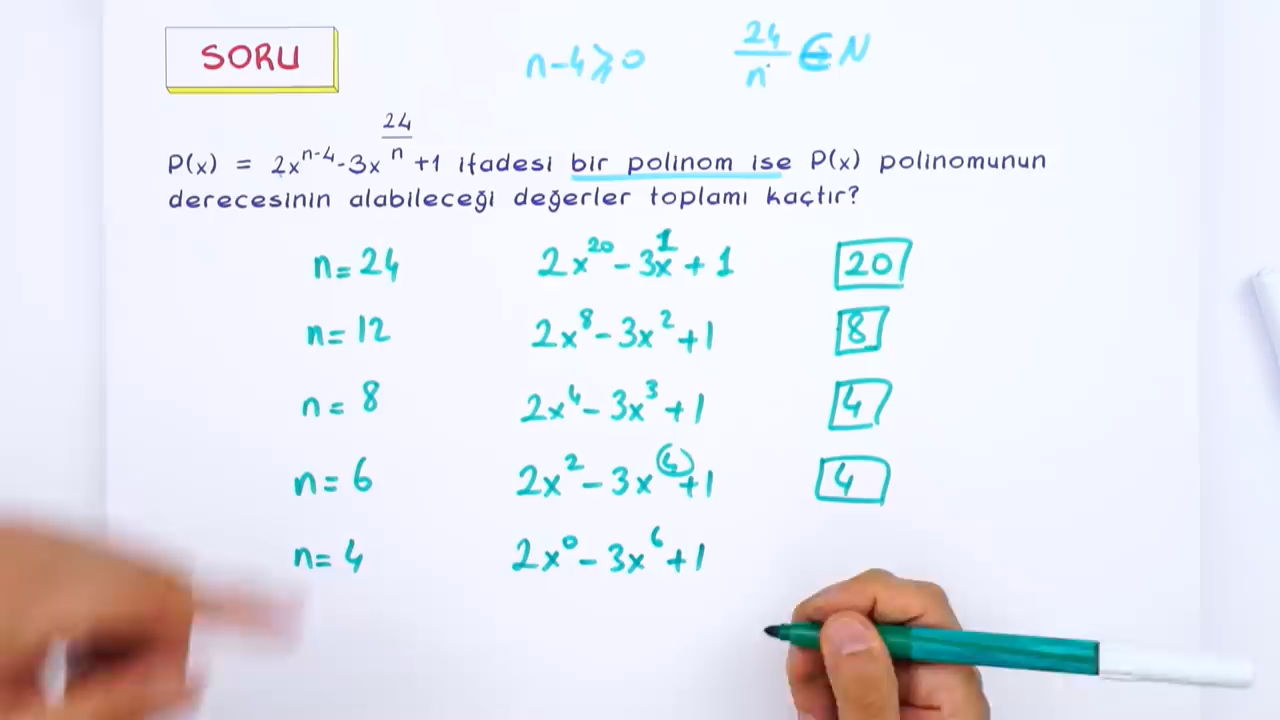 SORU
n-4⩾0
24/n ∈ N
P(x) = 2x^(n-4) - 3x^(24/n) + 1 ifadesi bir polinom ise P(x) polinomunun
derecesinin alabileceği değerler toplamı kaçtır?
n = 24 2x^20 - 3x^1 + 1 20
n = 12 2x^8 - 3x^2 + 1 8
n = 8 2x^4 - 3x^3 + 1 4
n = 6 2x^2 - 3x^4 + 1 4
n = 4 2x^0 - 3x^6 + 1